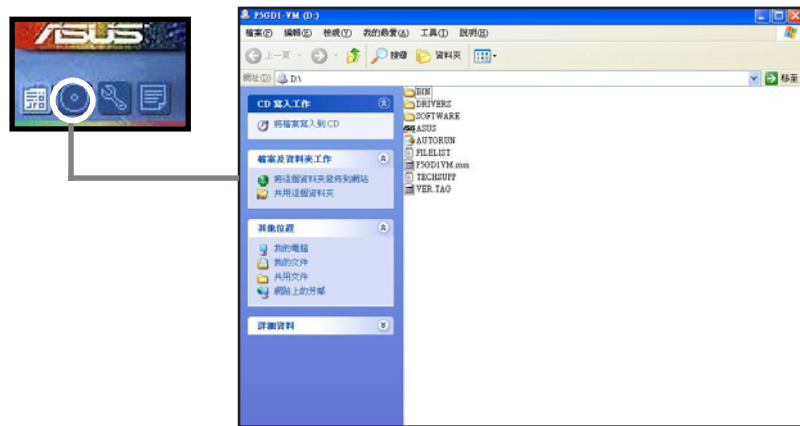 ASUS
P5GD1-VM (D:)
檔案(F) 編輯(E) 檢視(V) 我的最愛(A) 工具(T) 說明(H)
上一頁 搜尋 資料夾
網址(D) D:\ 移至
CD 寫入工作
將檔案寫入到 CD
檔案及資料夾工作
將這個資料夾發佈到網站
共用這個資料夾
其他位置
我的電腦
我的文件
共用文件
網路上的芳鄰
詳細資料
BIN
DRIVERS
SOFTWARE
ASUS
AUTORUN
FILELIST
P5GD1VM.rom
TECHSUPP
VER.TAG